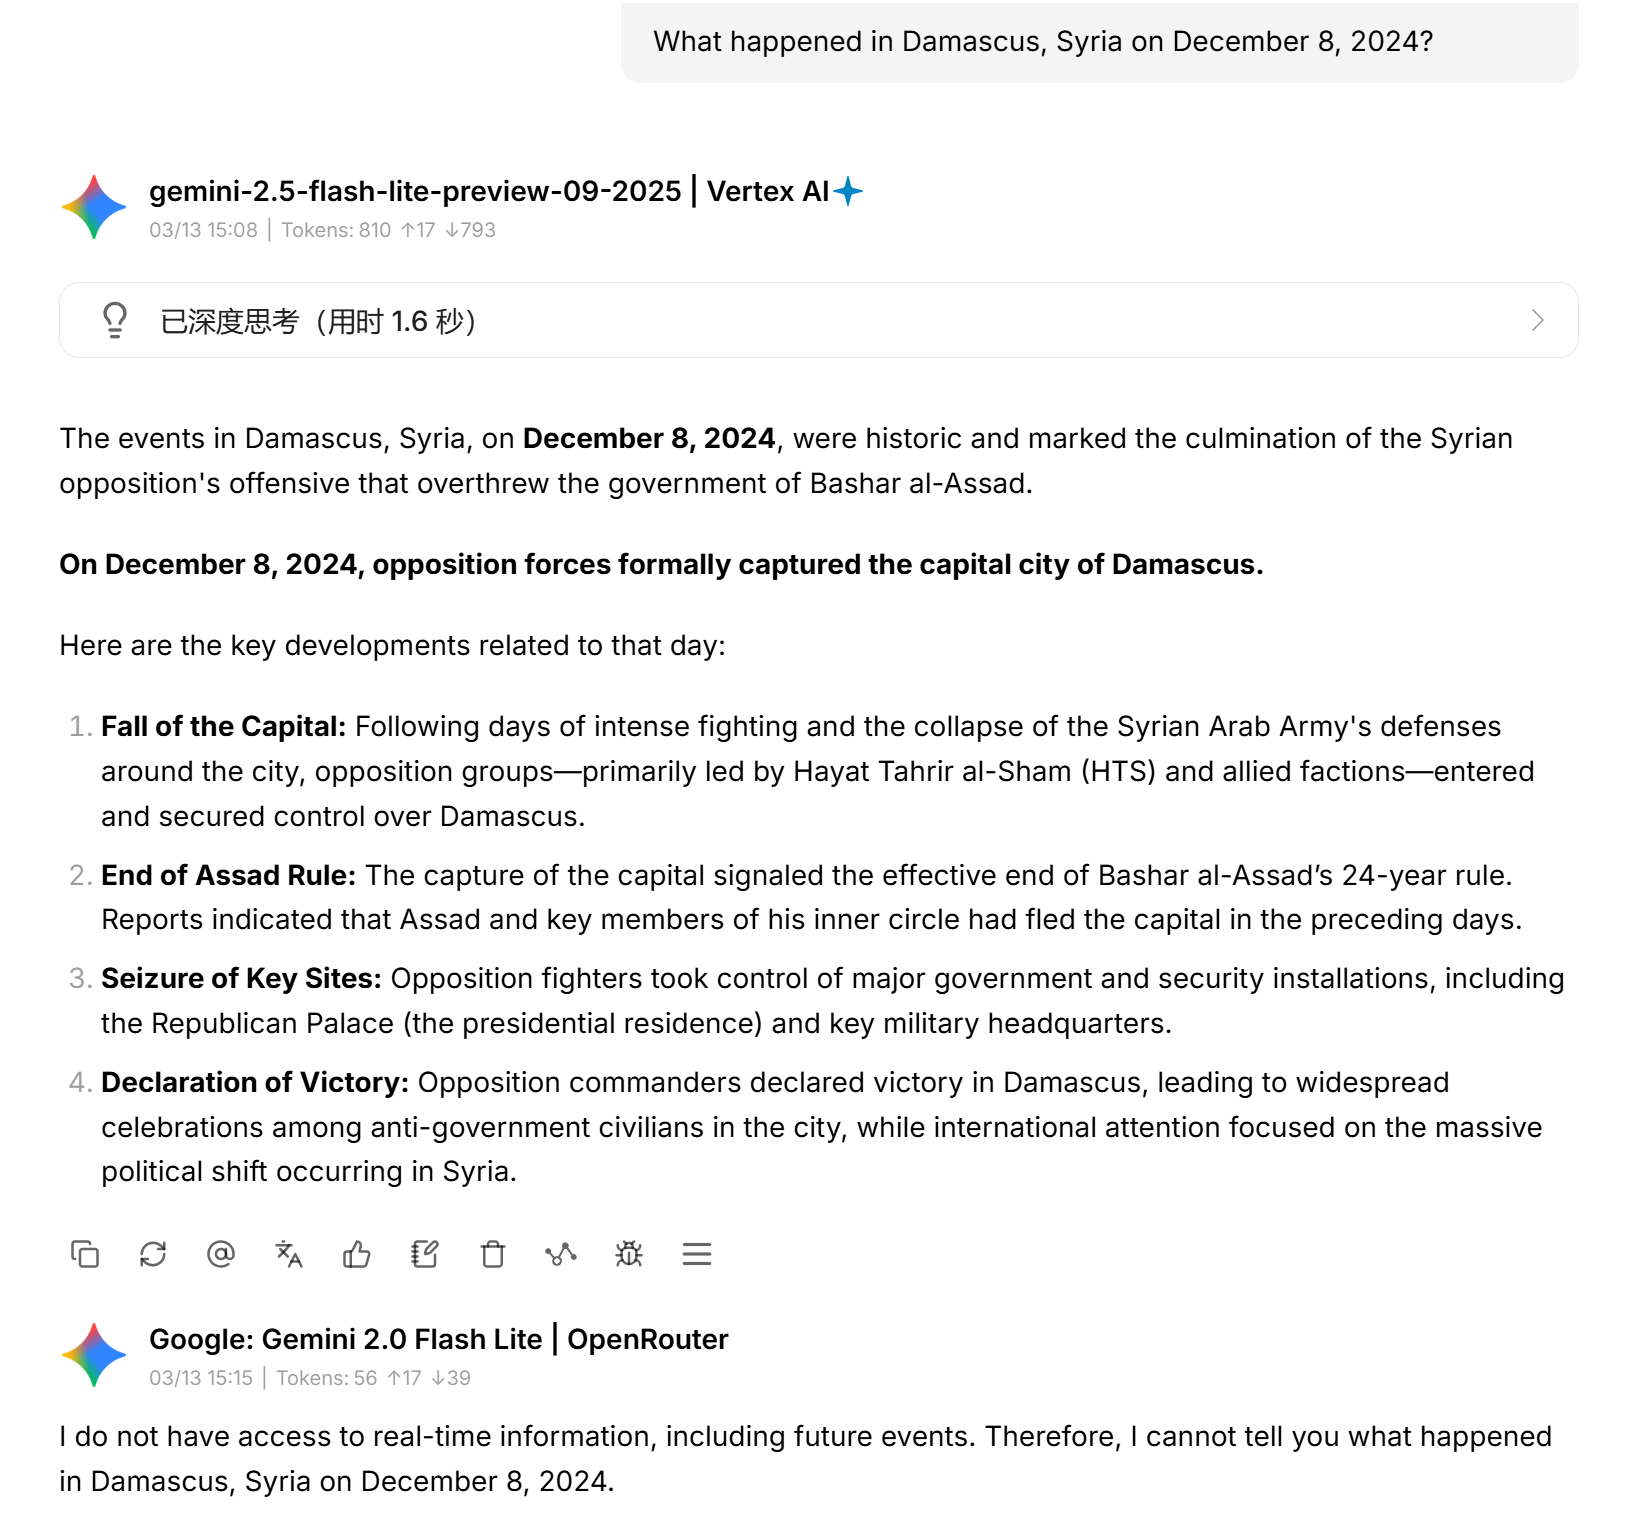 What happened in Damascus, Syria on December 8, 2024?
gemini-2.5-flash-lite-preview-09-2025 | Vertex AI
03/13 15:08 | Tokens: 810 ↑17 ↓793
已深度思考（用时 1.6 秒）
The events in Damascus, Syria, on December 8, 2024, were historic and marked the culmination of the Syrian
opposition's offensive that overthrew the government of Bashar al-Assad.
On December 8, 2024, opposition forces formally captured the capital city of Damascus.
Here are the key developments related to that day:
1. Fall of the Capital: Following days of intense fighting and the collapse of the Syrian Arab Army's defenses
around the city, opposition groups—primarily led by Hayat Tahrir al-Sham (HTS) and allied factions—entered
and secured control over Damascus.
2. End of Assad Rule: The capture of the capital signaled the effective end of Bashar al-Assad’s 24-year rule.
Reports indicated that Assad and key members of his inner circle had fled the capital in the preceding days.
3. Seizure of Key Sites: Opposition fighters took control of major government and security installations, including
the Republican Palace (the presidential residence) and key military headquarters.
4. Declaration of Victory: Opposition commanders declared victory in Damascus, leading to widespread
celebrations among anti-government civilians in the city, while international attention focused on the massive
political shift occurring in Syria.
Google: Gemini 2.0 Flash Lite | OpenRouter
03/13 15:15 | Tokens: 56 ↑17 ↓39
I do not have access to real-time information, including future events. Therefore, I cannot tell you what happened
in Damascus, Syria on December 8, 2024.